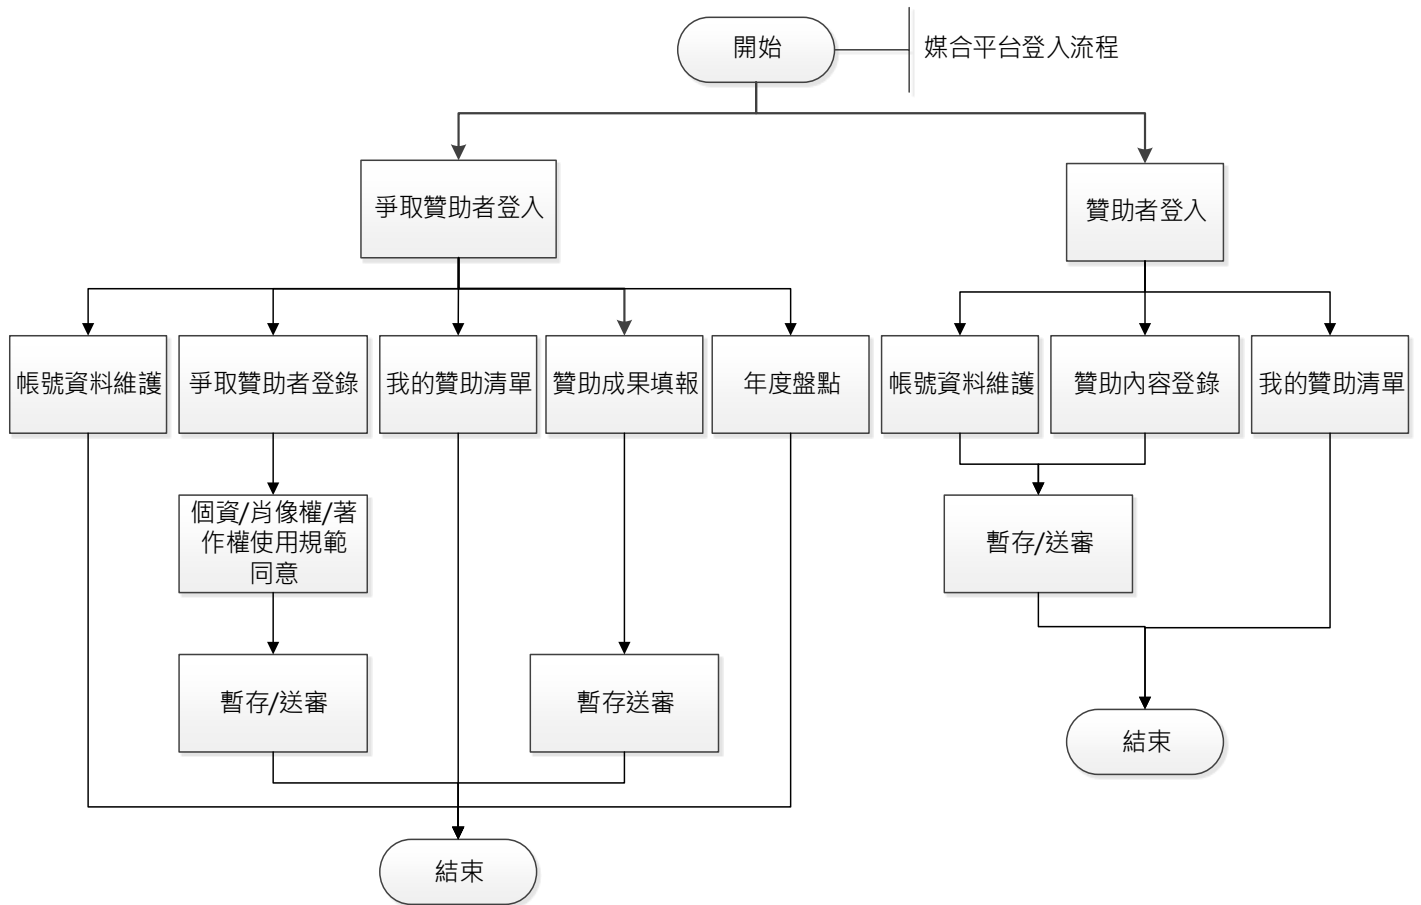 開始
媒合平台登入流程
爭取贊助者登入
贊助者登入
帳號資料維護
爭取贊助者登錄
我的贊助清單
贊助成果填報
年度盤點
帳號資料維護
贊助內容登錄
我的贊助清單
個資/肖像權/著
作權使用規範
同意
暫存/送審
暫存/送審
暫存送審
結束
結束